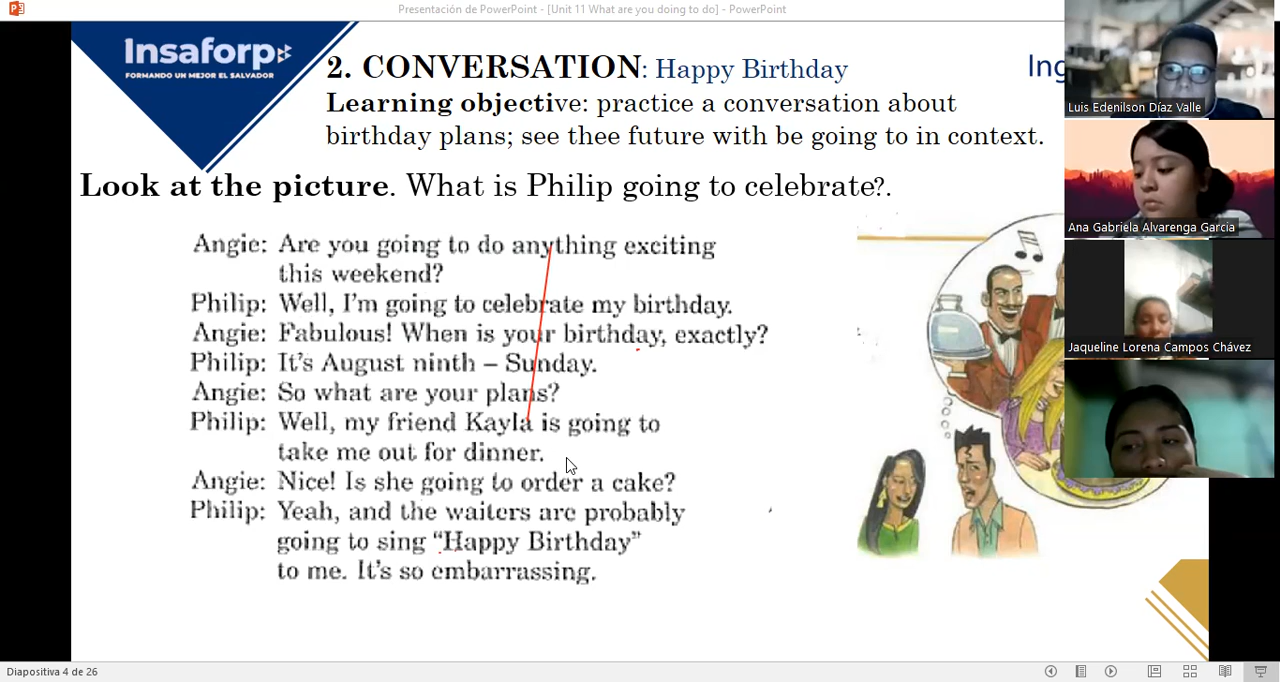 Presentación de PowerPoint - [Unit 11 What are you doing to do] - PowerPoint
Insaforp
FORMANDO UN MEJOR EL SALVADOR
2. CONVERSATION: Happy Birthday
Ing
Learning objective: practice a conversation about
birthday plans; see thee future with be going to in context.
Look at the picture. What is Philip going to celebrate?.
Angie: Are you going to do anything exciting
this weekend?
Philip: Well, I'm going to celebrate my birthday.
Angie: Fabulous! When is your birthday, exactly?
Philip: It's August ninth – Sunday.
Angie: So what are your plans?
Philip: Well, my friend Kayla is going to
take me out for dinner.
Angie: Nice! Is she going to order a cake?
Philip: Yeah, and the waiters are probably
going to sing “Happy Birthday”
to me. It's so embarrassing.
Luis Edenilson Díaz Valle
Ana Gabriela Alvarenga García
Jaqueline Lorena Campos Chávez
Diapositiva 4 de 26